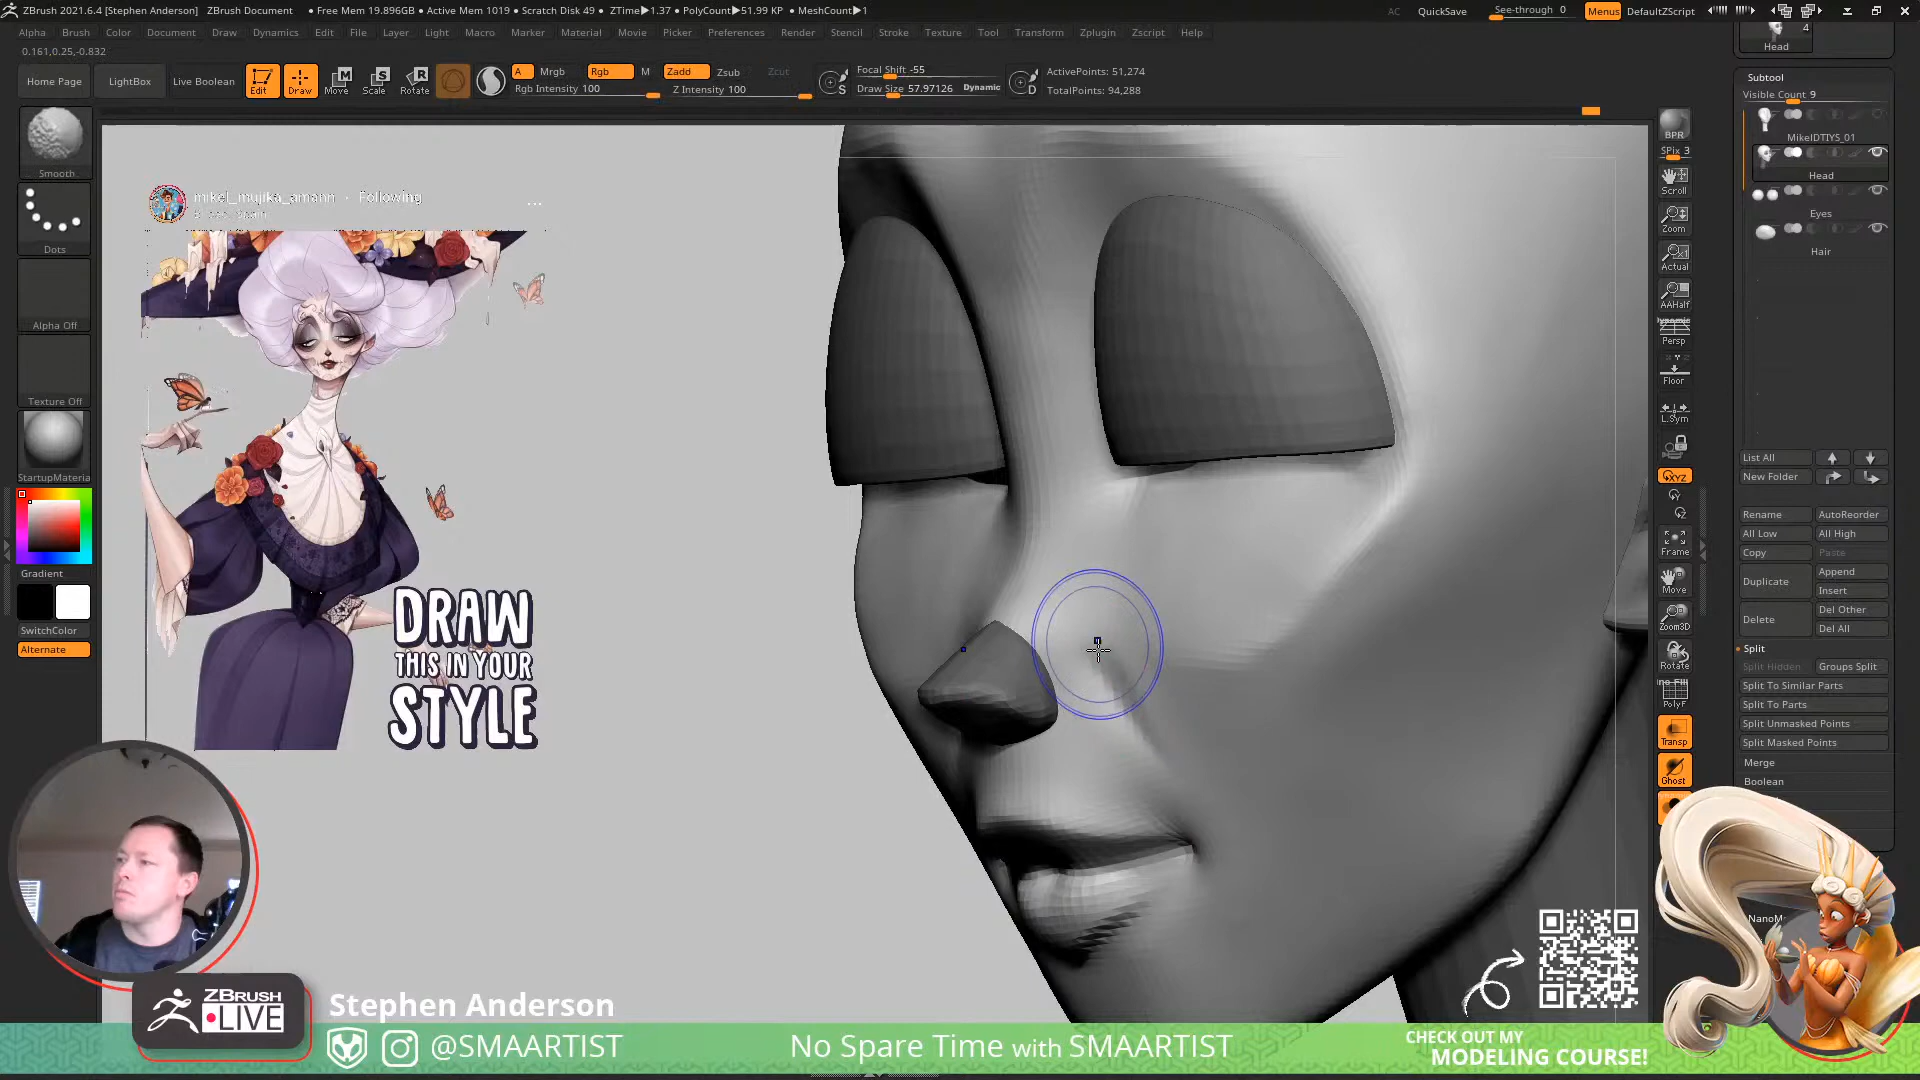 ZBrush 2021.6.4 [Stephen Anderson] ZBrush Document • Free Mem 19.896GB • Active Mem 1019 • Scratch Disk 49 • ZTime▶1.37 • PolyCount▶51.99 KP • MeshCount▶1 AC QuickSave See-through 0 Menus DefaultZScript
Alpha Brush Color Document Draw Dynamics Edit File Layer Light Macro Marker Material Movie Picker Preferences Render Stencil Stroke Texture Tool Transform Zplugin Zscript Help
0.161,0.25,-0.832
Home Page LightBox Live Boolean Edit Draw Move Scale Rotate
A Mrgb Rgb M Zadd Zsub Zcut
Rgb Intensity 100 Z Intensity 100
Focal Shift -55
Draw Size 57.97126 Dynamic
S D
ActivePoints: 51,274
TotalPoints: 94,288
Smooth
Dots
Alpha Off
Texture Off
StartupMateria
Gradient
SwitchColor
Alternate
mikel_mujika_amann · Following
...
DRAW
THIS IN YOUR
STYLE
BPR
SPix 3
Scroll
Zoom
Actual
AAHalf
Dynamic
Persp
Floor
L.Sym
XYZ
Frame
Move
Zoom3D
Rotate
PolyF
Transp
Ghost
4
Head
Subtool
Visible Count 9
MikelDTIYS_01
Head
Eyes
Hair
List All
New Folder
Rename AutoReorder
All Low All High
Copy Paste
Duplicate Append
Insert
Delete Del Other
Del All
Split
Split Hidden Groups Split
Split To Similar Parts
Split To Parts
Split Unmasked Points
Split Masked Points
Merge
Boolean
NanoM
ZBRUSH
LIVE
Stephen Anderson
@SMAARTIST
No Spare Time with SMAARTIST
CHECK OUT MY
MODELING COURSE!